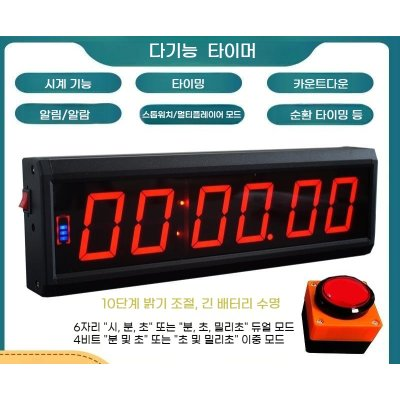 다기능 타이머
시계 기능
타이밍
카운트다운
알림/알람
스톱워치/멀티플레이어 모드
순환 타이밍 등
00:00.00
10단계 밝기 조절, 긴 배터리 수명
6자리 "시, 분, 초" 또는 "분, 초, 밀리초" 듀얼 모드
4비트 "분 및 초" 또는 "초 및 밀리초" 이중 모드